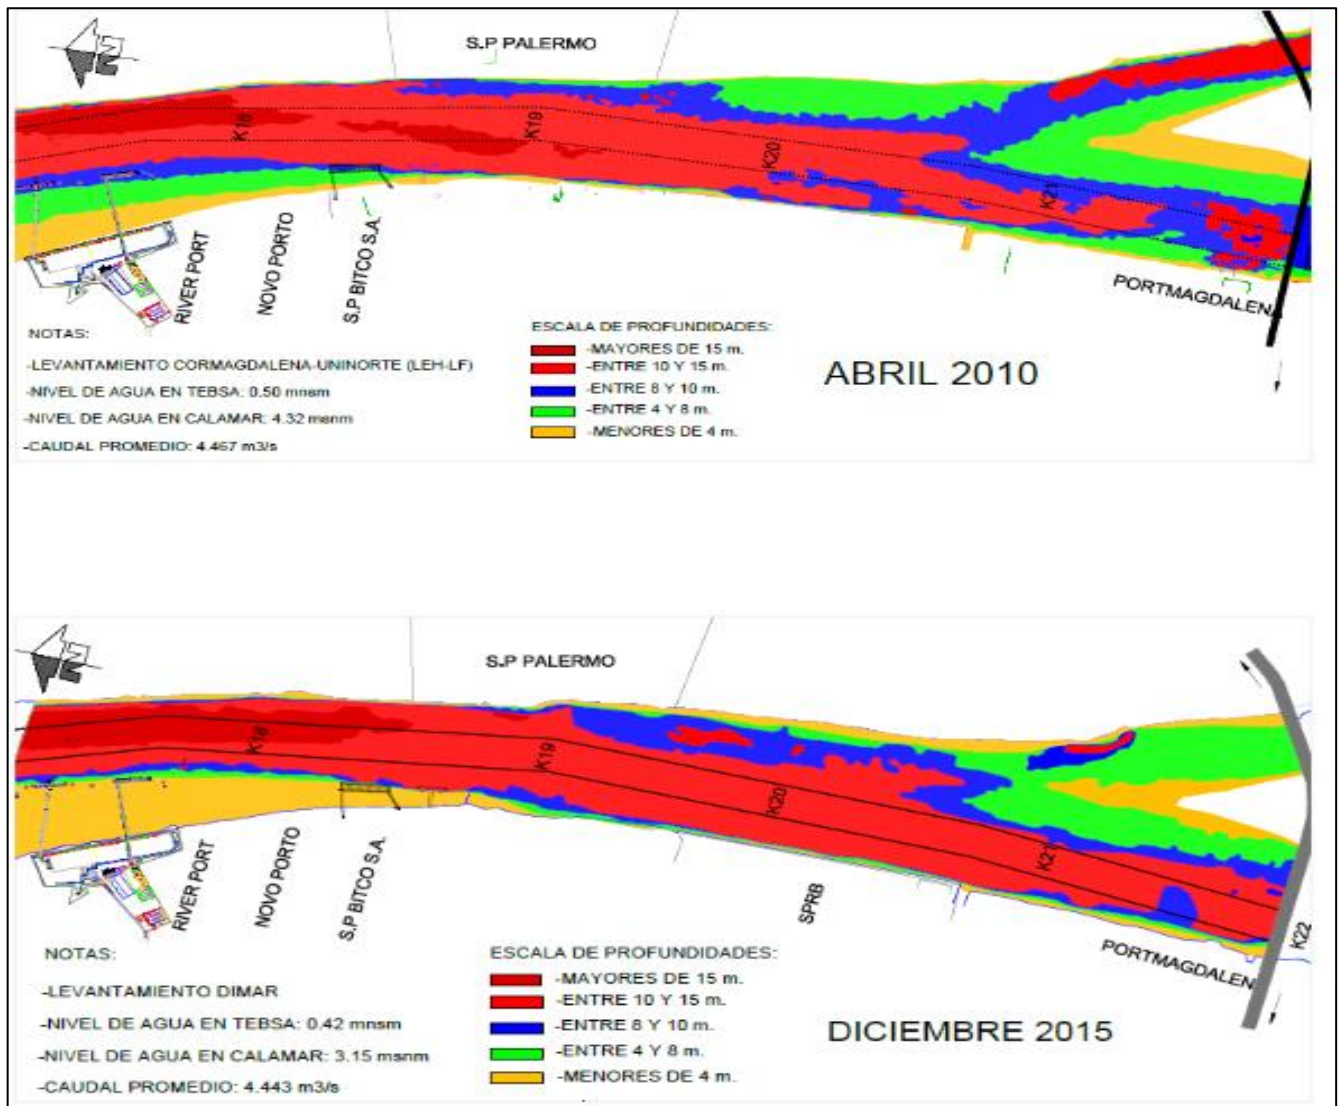 S.P PALERMO
K18
K19
K20
K21
RIVER PORT
NOVO PORTO
S.P BITCO S.A.
PORTMAGDALENA
NOTAS:
-LEVANTAMIENTO CORMAGDALENA-UNINORTE (LEH-LF)
-NIVEL DE AGUA EN TEBSA: 0.50 mnsm
-NIVEL DE AGUA EN CALAMAR: 4.32 msnm
-CAUDAL PROMEDIO: 4.467 m3/s
ESCALA DE PROFUNDIDADES:
-MAYORES DE 15 m.
-ENTRE 10 Y 15 m.
-ENTRE 8 Y 10 m.
-ENTRE 4 Y 8 m.
-MENORES DE 4 m.
ABRIL 2010
S.P PALERMO
K18
K19
K20
K21
K22
RIVER PORT
NOVO PORTO
S.P BITCO S.A.
SPRB
PORTMAGDALEN
NOTAS:
-LEVANTAMIENTO DIMAR
-NIVEL DE AGUA EN TEBSA: 0.42 mnsm
-NIVEL DE AGUA EN CALAMAR: 3.15 msnm
-CAUDAL PROMEDIO: 4.443 m3/s
ESCALA DE PROFUNDIDADES:
-MAYORES DE 15 m.
-ENTRE 10 Y 15 m.
-ENTRE 8 Y 10 m.
-ENTRE 4 Y 8 m.
-MENORES DE 4 m.
DICIEMBRE 2015